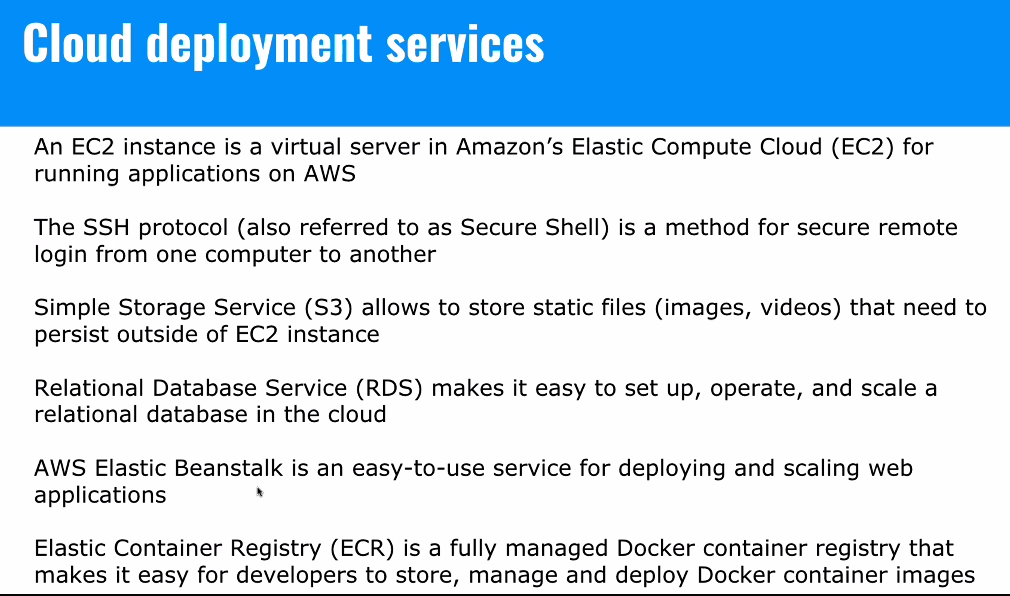 Cloud deployment services
An EC2 instance is a virtual server in Amazon’s Elastic Compute Cloud (EC2) for
running applications on AWS
The SSH protocol (also referred to as Secure Shell) is a method for secure remote
login from one computer to another
Simple Storage Service (S3) allows to store static files (images, videos) that need to
persist outside of EC2 instance
Relational Database Service (RDS) makes it easy to set up, operate, and scale a
relational database in the cloud
AWS Elastic Beanstalk is an easy-to-use service for deploying and scaling web
applications
Elastic Container Registry (ECR) is a fully managed Docker container registry that
makes it easy for developers to store, manage and deploy Docker container images